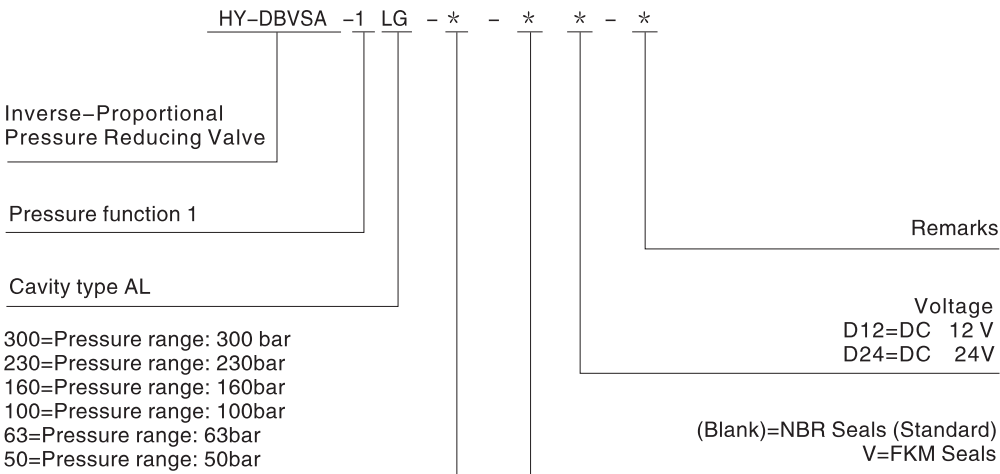 HY-DBVSA -1 LG - * - * * - *
Inverse-Proportional
Pressure Reducing Valve
Pressure function 1
Remarks
Cavity type AL
Voltage
D12=DC 12 V
D24=DC 24V
300=Pressure range: 300 bar
230=Pressure range: 230bar
160=Pressure range: 160bar
100=Pressure range: 100bar
63=Pressure range: 63bar
50=Pressure range: 50bar
(Blank)=NBR Seals (Standard)
V=FKM Seals